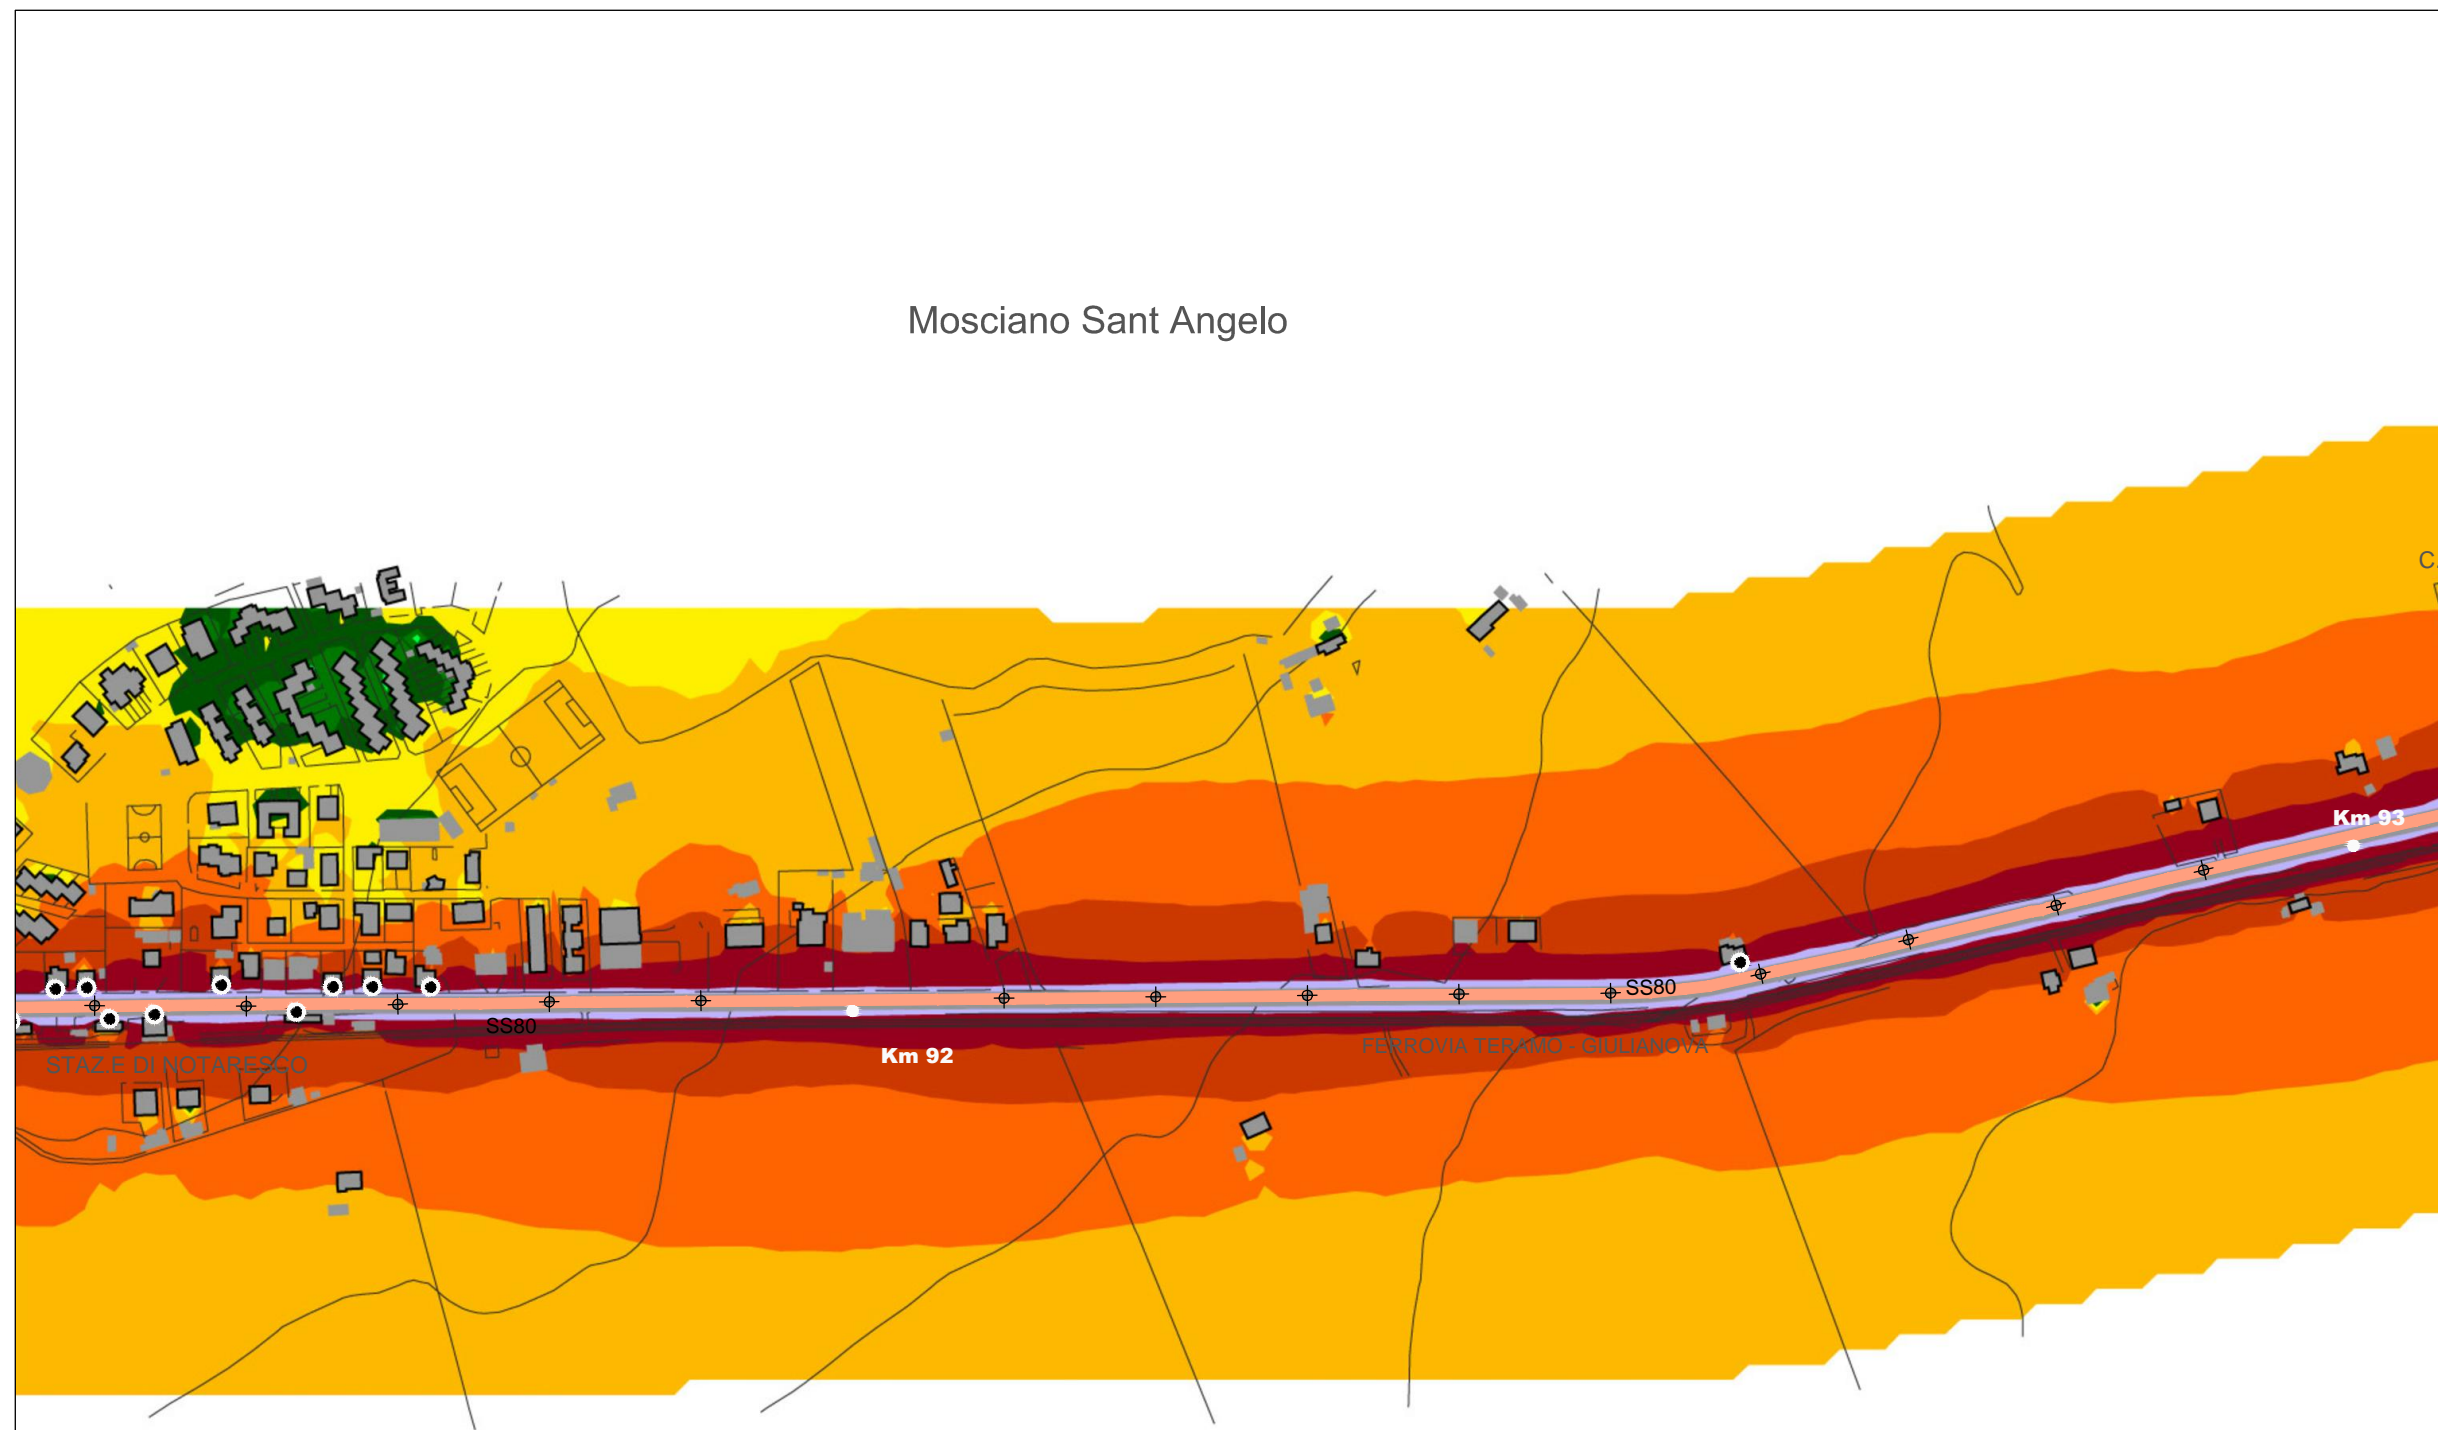 Mosciano Sant Angelo
C.
Km 93
SS80
SS80
FERROVIA TERAMO - GIULIANOVA
Km 92
STAZ.E DI NOTARESCO